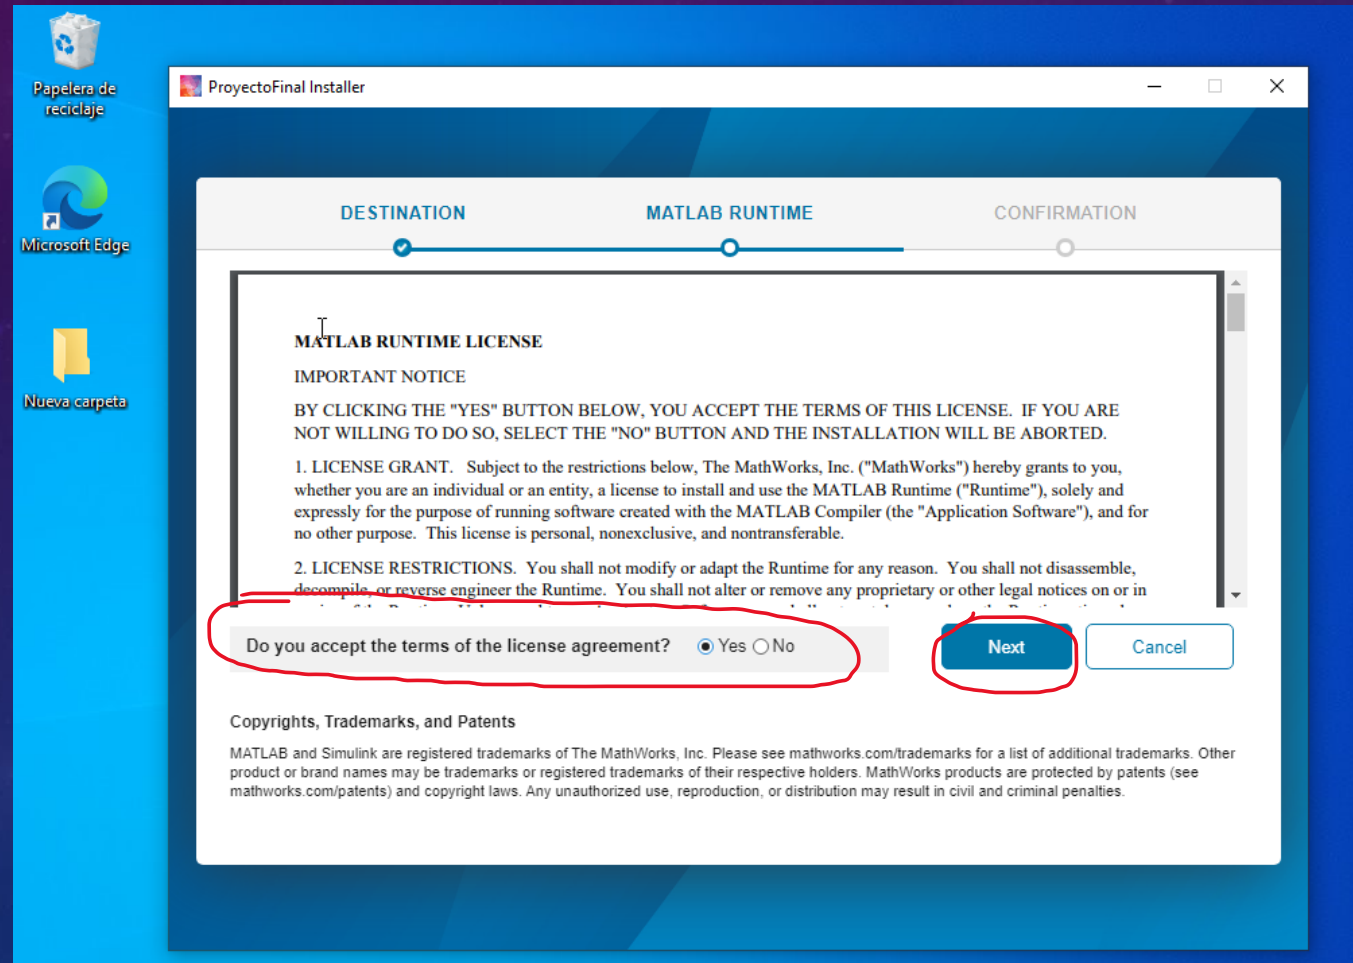 Papelera de
reciclaje
Microsoft Edge
Nueva carpeta
ProyectoFinal Installer
DESTINATION
MATLAB RUNTIME
CONFIRMATION
MATLAB RUNTIME LICENSE
IMPORTANT NOTICE
BY CLICKING THE "YES" BUTTON BELOW, YOU ACCEPT THE TERMS OF THIS LICENSE. IF YOU ARE
NOT WILLING TO DO SO, SELECT THE "NO" BUTTON AND THE INSTALLATION WILL BE ABORTED.
1. LICENSE GRANT. Subject to the restrictions below, The MathWorks, Inc. ("MathWorks") hereby grants to you,
whether you are an individual or an entity, a license to install and use the MATLAB Runtime ("Runtime"), solely and
expressly for the purpose of running software created with the MATLAB Compiler (the "Application Software"), and for
no other purpose. This license is personal, nonexclusive, and nontransferable.
2. LICENSE RESTRICTIONS. You shall not modify or adapt the Runtime for any reason. You shall not disassemble,
decompile, or reverse engineer the Runtime. You shall not alter or remove any proprietary or other legal notices on or in
Do you accept the terms of the license agreement? Yes No
Next
Cancel
Copyrights, Trademarks, and Patents
MATLAB and Simulink are registered trademarks of The MathWorks, Inc. Please see mathworks.com/trademarks for a list of additional trademarks. Other
product or brand names may be trademarks or registered trademarks of their respective holders. MathWorks products are protected by patents (see
mathworks.com/patents) and copyright laws. Any unauthorized use, reproduction, or distribution may result in civil and criminal penalties.